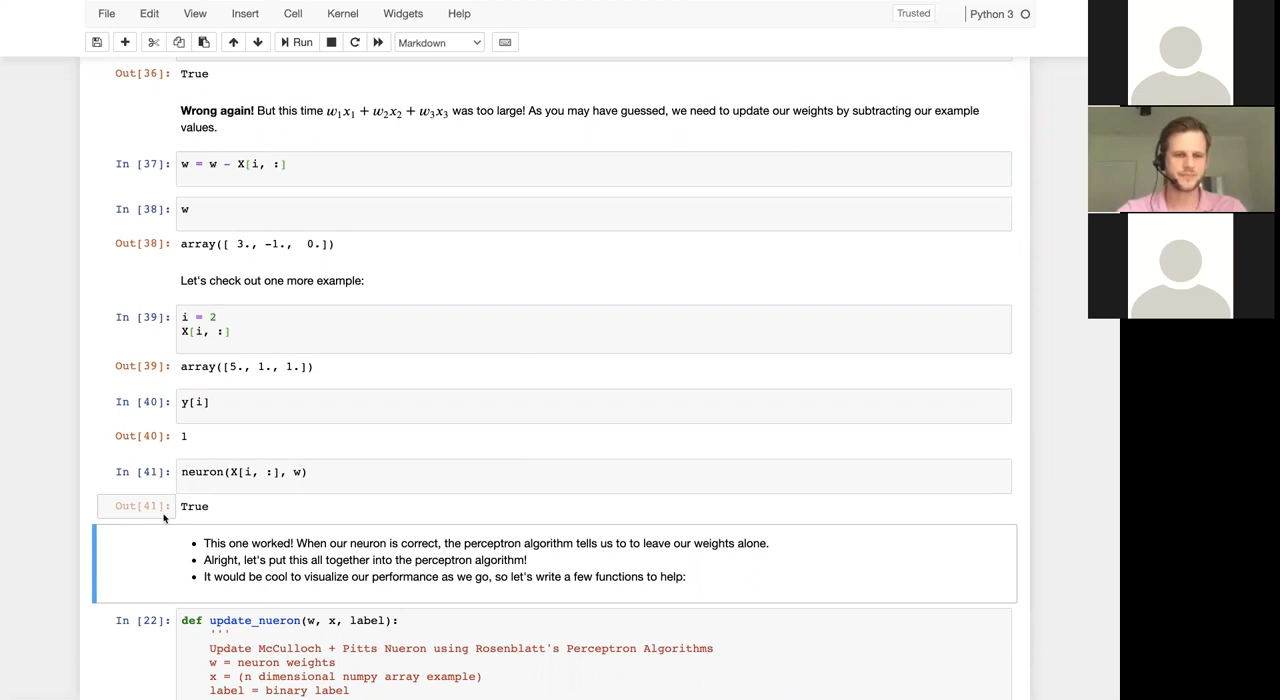 File Edit View Insert Cell Kernel Widgets Help Trusted Python 3
Run Markdown
Out[36]: True
Wrong again! But this time w₁x₁ + w₂x₂ + w₃x₃ was too large! As you may have guessed, we need to update our weights by subtracting our example
values.
In [37]: w = w - X[i, :]
In [38]: w
Out[38]: array([ 3., -1.,  0.])
Let's check out one more example:
In [39]: i = 2
X[i, :]
Out[39]: array([5., 1., 1.])
In [40]: y[i]
Out[40]: 1
In [41]: neuron(X[i, :], w)
Out[41]: True
• This one worked! When our neuron is correct, the perceptron algorithm tells us to to leave our weights alone.
• Alright, let's put this all together into the perceptron algorithm!
• It would be cool to visualize our performance as we go, so let's write a few functions to help:
In [22]: def update_nueron(w, x, label):
'''
Update McCulloch + Pitts Nueron using Rosenblatt's Perceptron Algorithms
w = neuron weights
x = (n dimensional numpy array example)
label = binary label